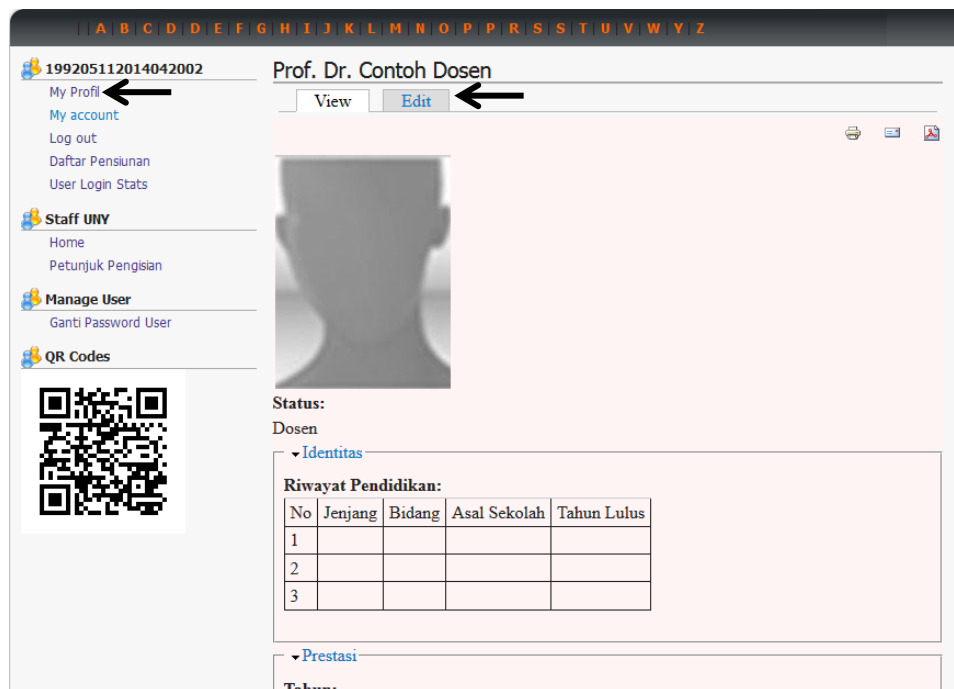 | | A | B | C | D | D | E | F | G | H | I | J | K | L | M | N | O | P | P | R | S | S | T | U | V | W | Y | Z
199205112014042002
My Profil
My account
Log out
Daftar Pensiunan
User Login Stats
Staff UNY
Home
Petunjuk Pengisian
Manage User
Ganti Password User
QR Codes
Prof. Dr. Contoh Dosen
View Edit
Status:
Dosen
Identitas
Riwayat Pendidikan:
No Jenjang Bidang Asal Sekolah Tahun Lulus
1
2
3
Prestasi
Tahun: